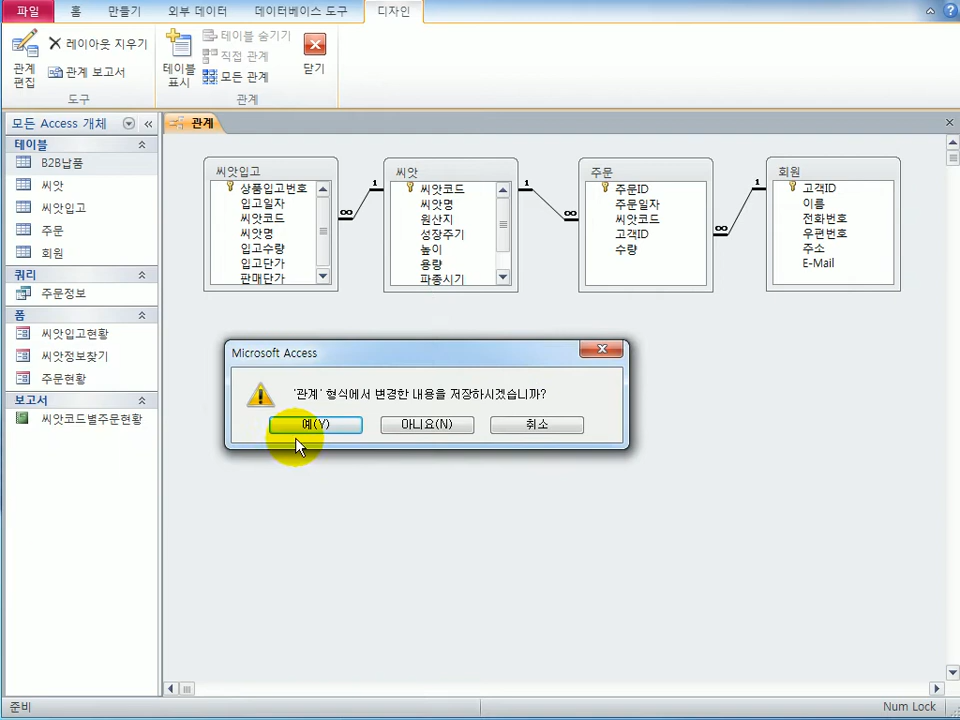 파일 홈 만들기 외부 데이터 데이터베이스 도구 디자인
관계 편집
레이아웃 지우기
관계 보고서
도구
테이블 표시
테이블 숨기기
직접 관계
모든 관계
관계
닫기
모든 Access 개체
테이블
B2B납품
씨앗
씨앗입고
주문
회원
쿼리
주문정보
폼
씨앗입고현황
씨앗정보찾기
주문현황
보고서
씨앗코드별주문현황
관계
씨앗입고
상품입고번호
입고일자
씨앗코드
씨앗명
입고수량
입고단가
판매단가
1
∞
씨앗
씨앗코드
씨앗명
원산지
성장주기
높이
용량
파종시기
1
∞
주문
주문ID
주문일자
씨앗코드
고객ID
수량
1
∞
회원
고객ID
이름
전화번호
우편번호
주소
E-Mail
Microsoft Access
'관계' 형식에서 변경한 내용을 저장하시겠습니까?
예(Y) 아니요(N) 취소
준비
Num Lock